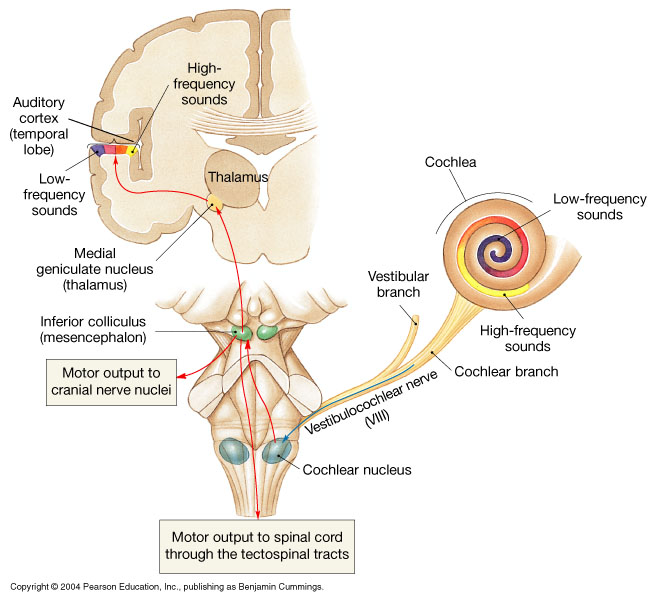 High-
frequency
sounds
Auditory
cortex
(temporal
lobe)
Low-
frequency
sounds
Thalamus
Medial
geniculate nucleus
(thalamus)
Cochlea
Low-frequency
sounds
Vestibular
branch
High-frequency
sounds
Cochlear branch
Inferior colliculus
(mesencephalon)
Motor output to
cranial nerve nuclei
Vestibulocochlear nerve
(VIII)
Cochlear nucleus
Motor output to spinal cord
through the tectospinal tracts
Copyright © 2004 Pearson Education, Inc., publishing as Benjamin Cummings.